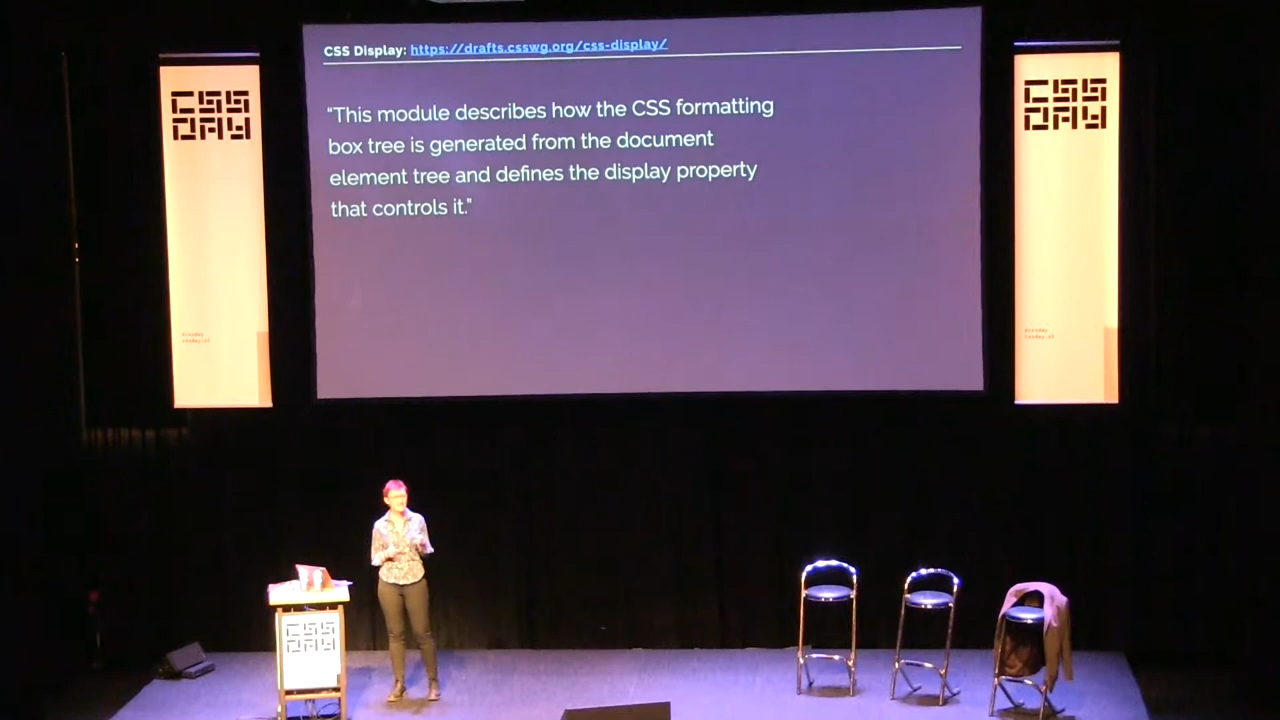 CSS Display: https://drafts.csswg.org/css-display/
“This module describes how the CSS formatting
box tree is generated from the document
element tree and defines the display property
that controls it.”
CSS
DAY
CSS
DAY
CSS
DAY